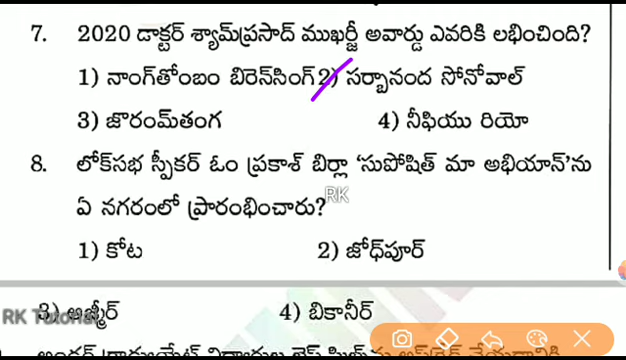 7. 2020 డాక్టర్ శ్యామ్‌ప్రసాద్ ముఖర్జీ అవార్డు ఎవరికి లభించింది?
1) నాంగ్‌తోంబం బిరెన్‌సింగ్ 2) సర్బానంద సోనోవాల్
3) జొరంమ్‌తంగ 4) నీఫియు రియో
8. లోక్‌సభ స్పీకర్ ఓం ప్రకాశ్ బిర్లా ‘సుపోషిత్ మా అభియాన్’ను
RK
ఏ నగరంలో ప్రారంభించారు?
1) కోట 2) జోధ్‌పూర్
3) అజ్మీర్ 4) బికానీర్
RK Tutorial